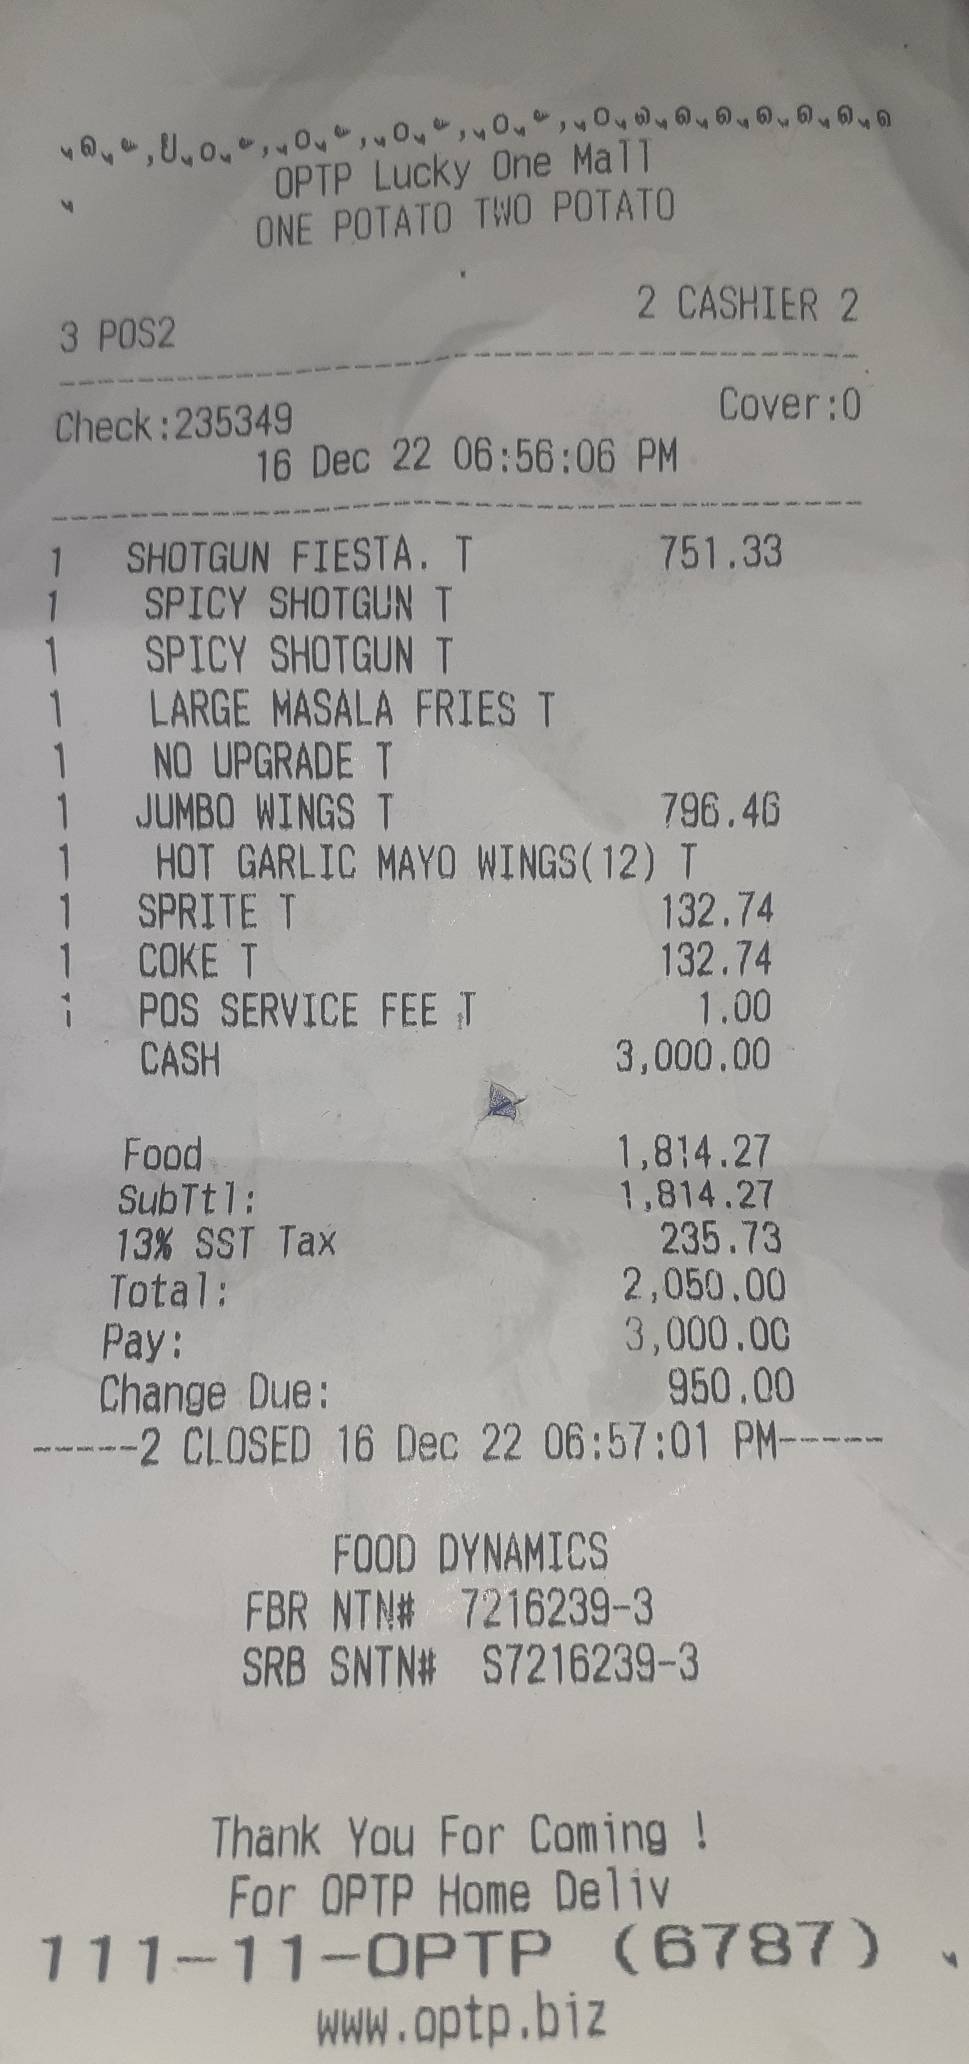 OPTP Lucky One Mall
ONE POTATO TWO POTATO
3 POS2 2 CASHIER 2
Check:235349 Cover:0
16 Dec 22 06:56:06 PM
1 SHOTGUN FIESTA. T 751.33
1 SPICY SHOTGUN T
1 SPICY SHOTGUN T
1 LARGE MASALA FRIES T
1 NO UPGRADE T
1 JUMBO WINGS T 796.46
1 HOT GARLIC MAYO WINGS(12) T
1 SPRITE T 132.74
1 COKE T 132.74
1 POS SERVICE FEE T 1.00
CASH 3,000.00
Food 1,814.27
SubTtl: 1,814.27
13% SST Tax 235.73
Total: 2,050.00
Pay: 3,000.00
Change Due: 950.00
-----2 CLOSED 16 Dec 22 06:57:01 PM-----
FOOD DYNAMICS
FBR NTN# 7216239-3
SRB SNTN# S7216239-3
Thank You For Coming !
For OPTP Home Deliv
111-11-OPTP (6787)
www.optp.biz